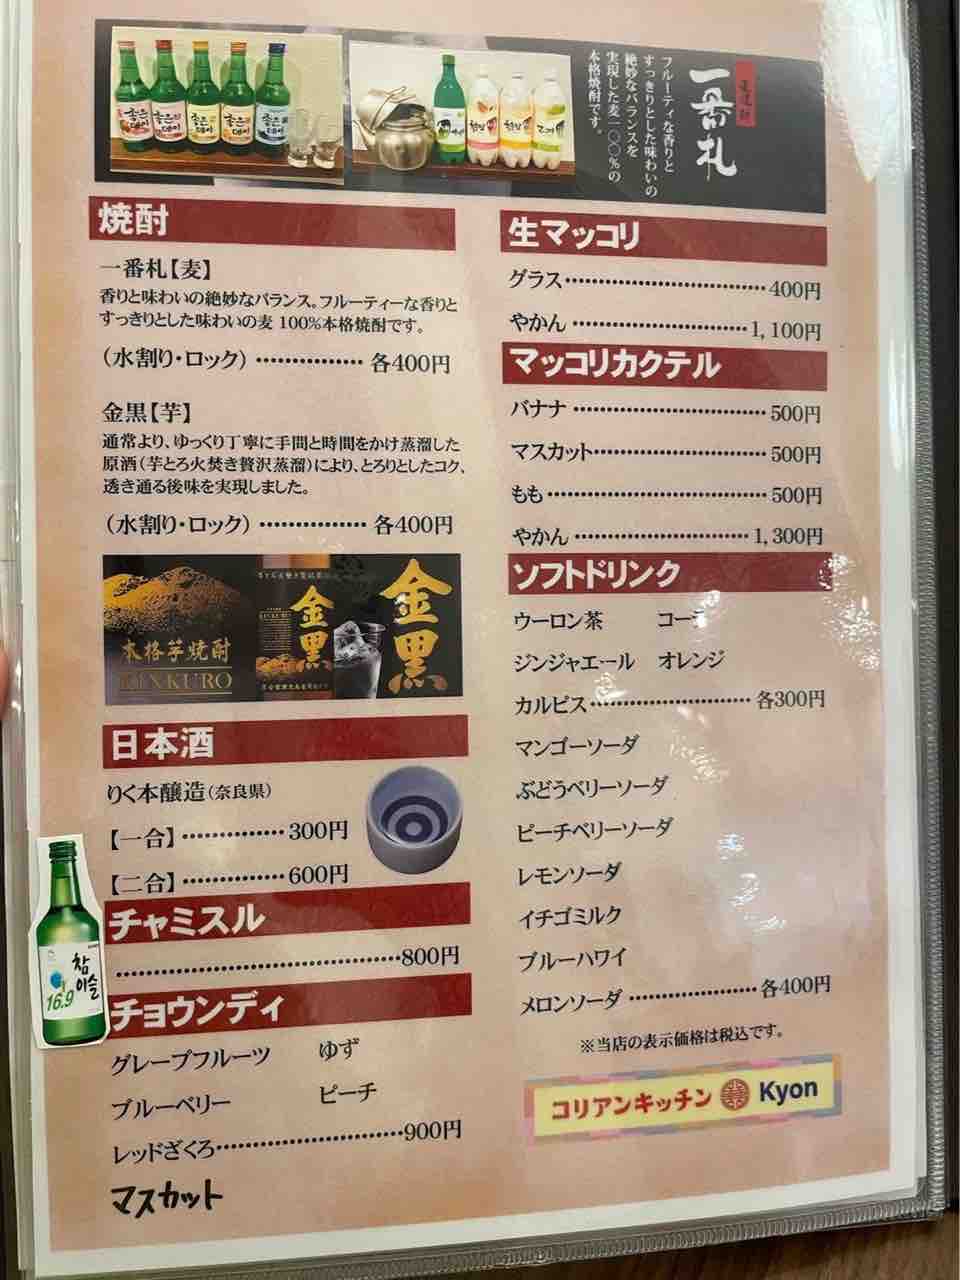 麦焼酎
一番札
フルーティな香りと
すっきりとした味わいの
絶妙なバランスを
実現した麦一〇〇%の
本格焼酎です。
焼酎
一番札【麦】
香りと味わいの絶妙なバランス。フルーティーな香りと
すっきりとした味わいの麦 100%本格焼酎です。
(水割り・ロック) …………… 各400円
金黒【芋】
通常より、ゆっくり丁寧に手間と時間をかけ蒸溜した
原酒(芋とろ火焚き贅沢蒸溜)により、とろりとしたコク、
透き通る後味を実現しました。
(水割り・ロック) …………… 各400円
本格芋焼酎
KINKURO
金黒
金黒
日本酒
りく本醸造(奈良県)
【一合】 …………… 300円
【二合】 …………… 600円
チャミスル
……………800円
참이슬
16.9
チョウンディ
グレープフルーツ ゆず
ブルーベリー ピーチ
レッドざくろ……………900円
マスカット
生マッコリ
グラス……………400円
やかん……………1,100円
マッコリカクテル
バナナ……………500円
マスカット……………500円
もも……………500円
やかん……………1,300円
ソフトドリンク
ウーロン茶 コーラ
ジンジャエール オレンジ
カルピス…………… 各300円
マンゴーソーダ
ぶどうベリーソーダ
ピーチベリーソーダ
レモンソーダ
イチゴミルク
ブルーハワイ
メロンソーダ ……………各400円
※当店の表示価格は税込です。
コリアンキッチン Kyon